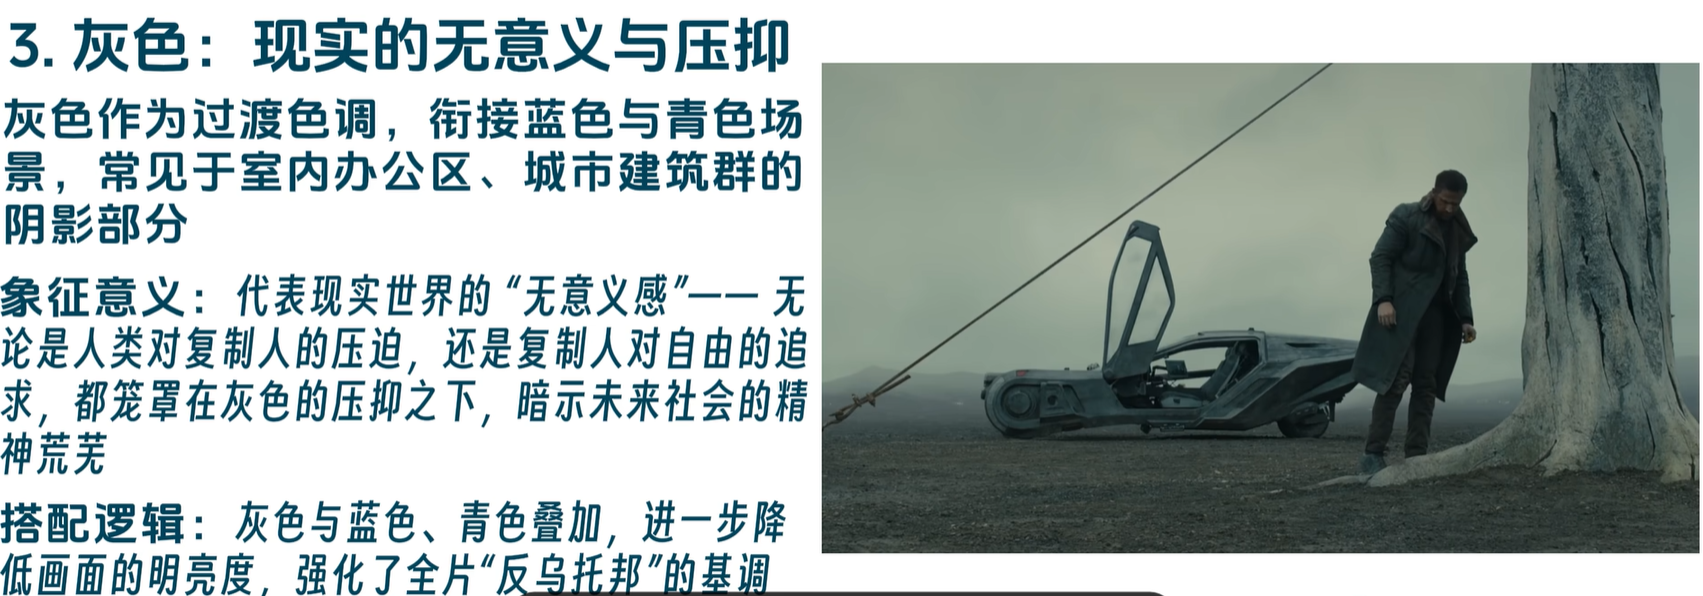 3. 灰色：现实的无意义与压抑
灰色作为过渡色调，衔接蓝色与青色场
景，常见于室内办公区、城市建筑群的
阴影部分
象征意义：代表现实世界的“无意义感”—— 无
论是人类对复制人的压迫，还是复制人对自由的追
求，都笼罩在灰色的压抑之下，暗示未来社会的精
神荒芜
搭配逻辑：灰色与蓝色、青色叠加，进一步降
低画面的明亮度，强化了全片“反乌托邦”的基调